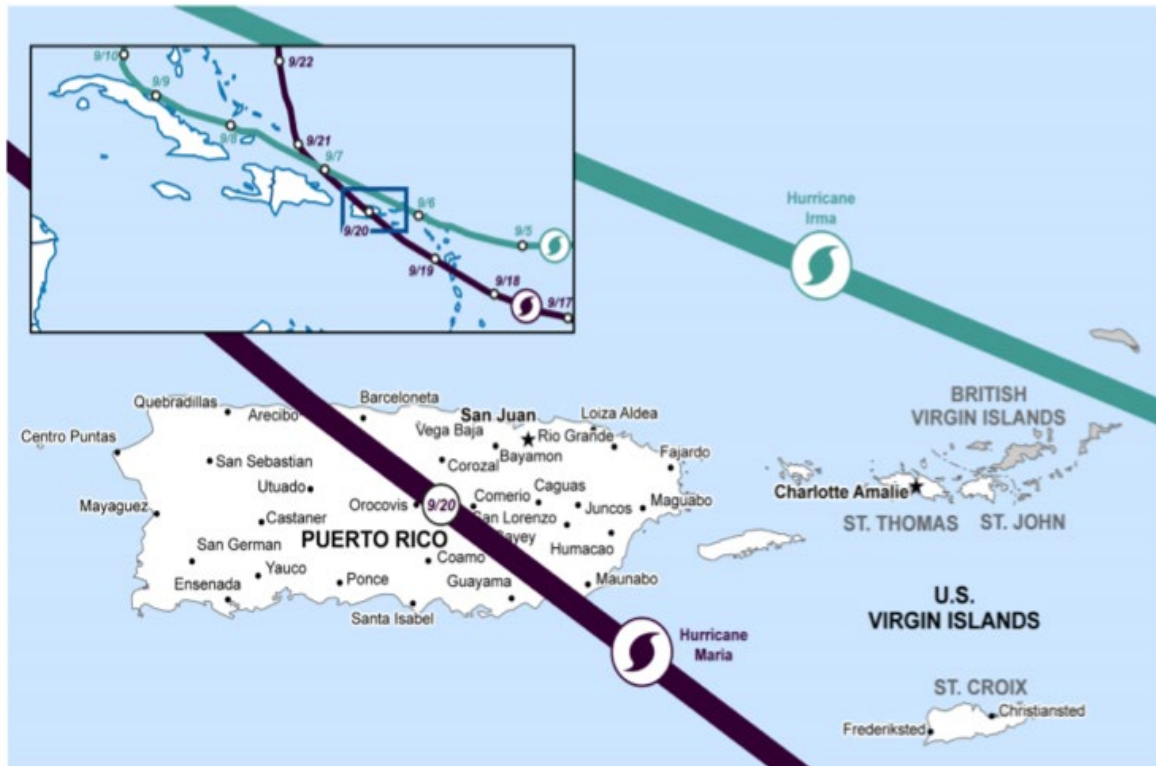 9/10
9/9
9/8
9/22
9/21
9/7
9/6
9/5
9/20
9/19
9/18
9/17
Hurricane
Irma
BRITISH
VIRGIN ISLANDS
Quebradillas
Arecibo
Barceloneta
San Juan
Loiza Aldea
Vega Baja
Rio Grande
Centro Puntas
Bayamon
Fajardo
San Sebastian
Corozal
Utuado
Caguas
Charlotte Amalie
Mayaguez
Orocovis
9/20
Comerio
Juncos
Maguabo
Castaner
San Lorenzo
ST. THOMAS
ST. JOHN
PUERTO RICO
Cayey
Humacao
San German
Coamo
Yauco
Ponce
Guayama
Maunabo
Ensenada
Santa Isabel
U.S.
VIRGIN ISLANDS
Hurricane
Maria
ST. CROIX
Christiansted
Frederiksted